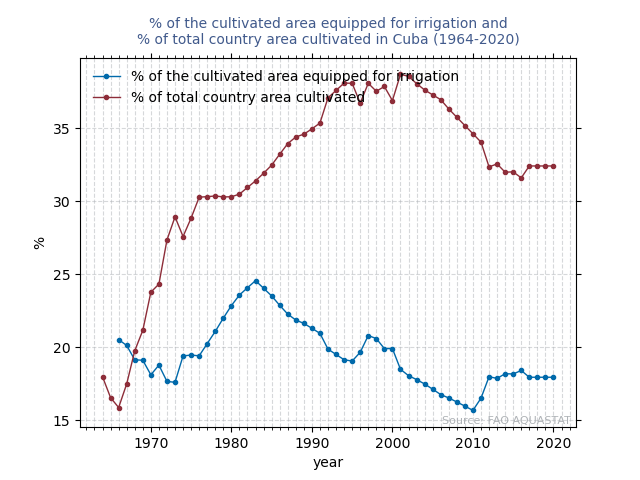 % of the cultivated area equipped for irrigation and
% of total country area cultivated in Cuba (1964-2020)
% of the cultivated area equipped for irrigation
% of total country area cultivated
35
30
25
20
15
%
Source: FAO AQUASTAT
1970 1980 1990 2000 2010 2020
year